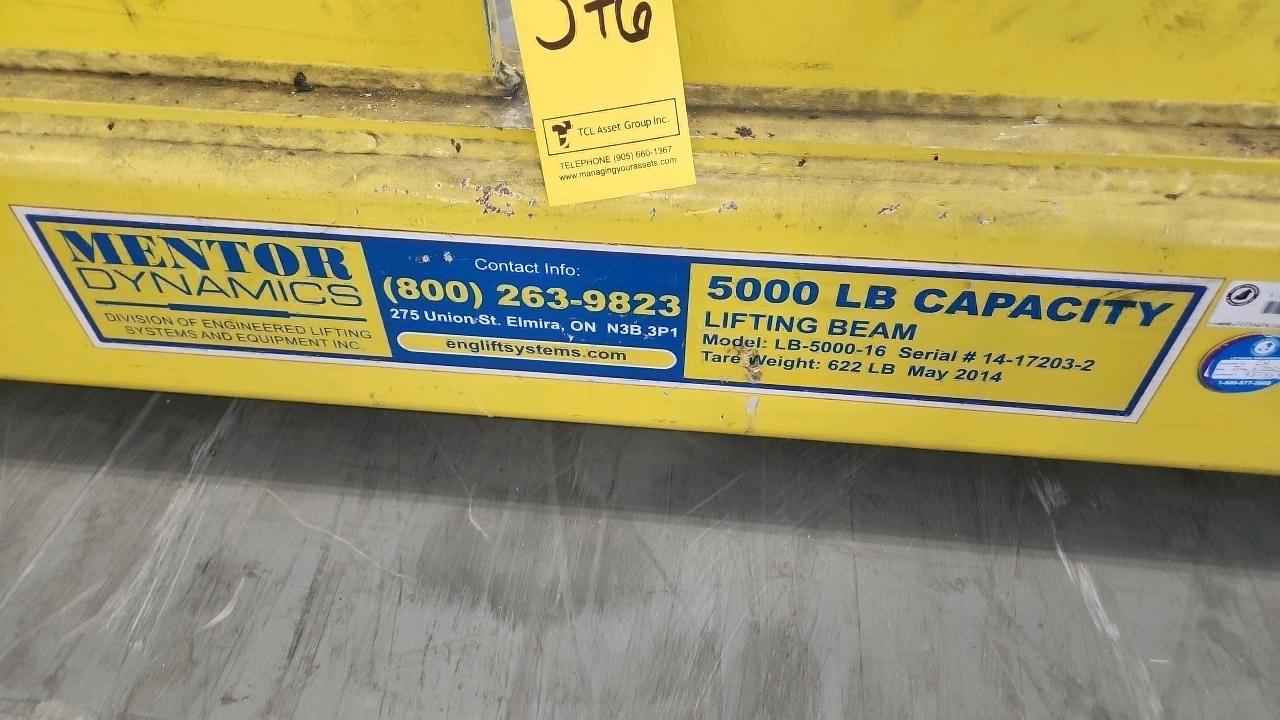 TCL Asset Group Inc.
TELEPHONE (905) 660-1367
www.managingyourassets.com
MENTOR
DYNAMICS
DIVISION OF ENGINEERED LIFTING
SYSTEMS AND EQUIPMENT INC.
Contact Info:
(800) 263-9823
275 Union St. Elmira, ON N3B 3P1
engliftsystems.com
5000 LB CAPACITY
LIFTING BEAM
Model: LB-5000-16 Serial # 14-17203-2
Tare Weight: 622 LB May 2014